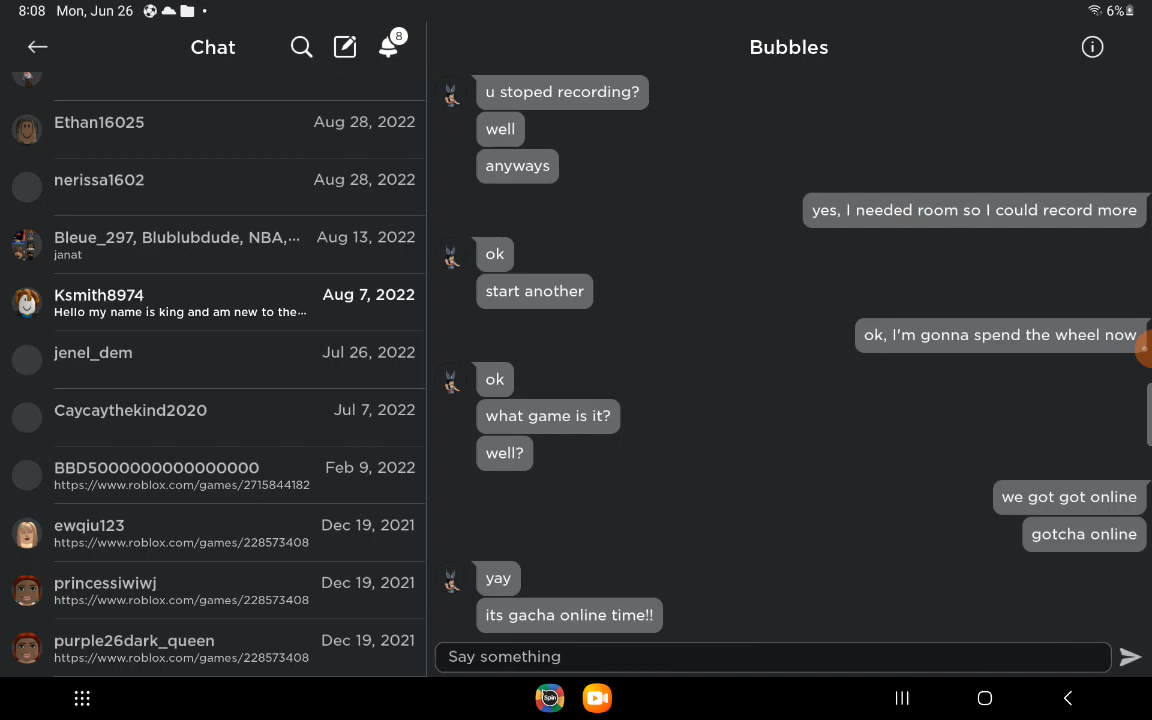 8:08 Mon, Jun 26
6%
Chat
8
Bubbles
Ethan16025 Aug 28, 2022
nerissa1602 Aug 28, 2022
Bleue_297, Blublubdude, NBA,... Aug 13, 2022
janat
Ksmith8974 Aug 7, 2022
Hello my name is king and am new to the...
jenel_dem Jul 26, 2022
Caycaythekind2020 Jul 7, 2022
BBD5000000000000000 Feb 9, 2022
https://www.roblox.com/games/2715844182
ewqiu123 Dec 19, 2021
https://www.roblox.com/games/228573408
princessiwiwj Dec 19, 2021
https://www.roblox.com/games/228573408
purple26dark_queen Dec 19, 2021
https://www.roblox.com/games/228573408
u stoped recording?
well
anyways
yes, I needed room so I could record more
ok
start another
ok, I'm gonna spend the wheel now
ok
what game is it?
well?
we got got online
gotcha online
yay
its gacha online time!!
Say something
Spin